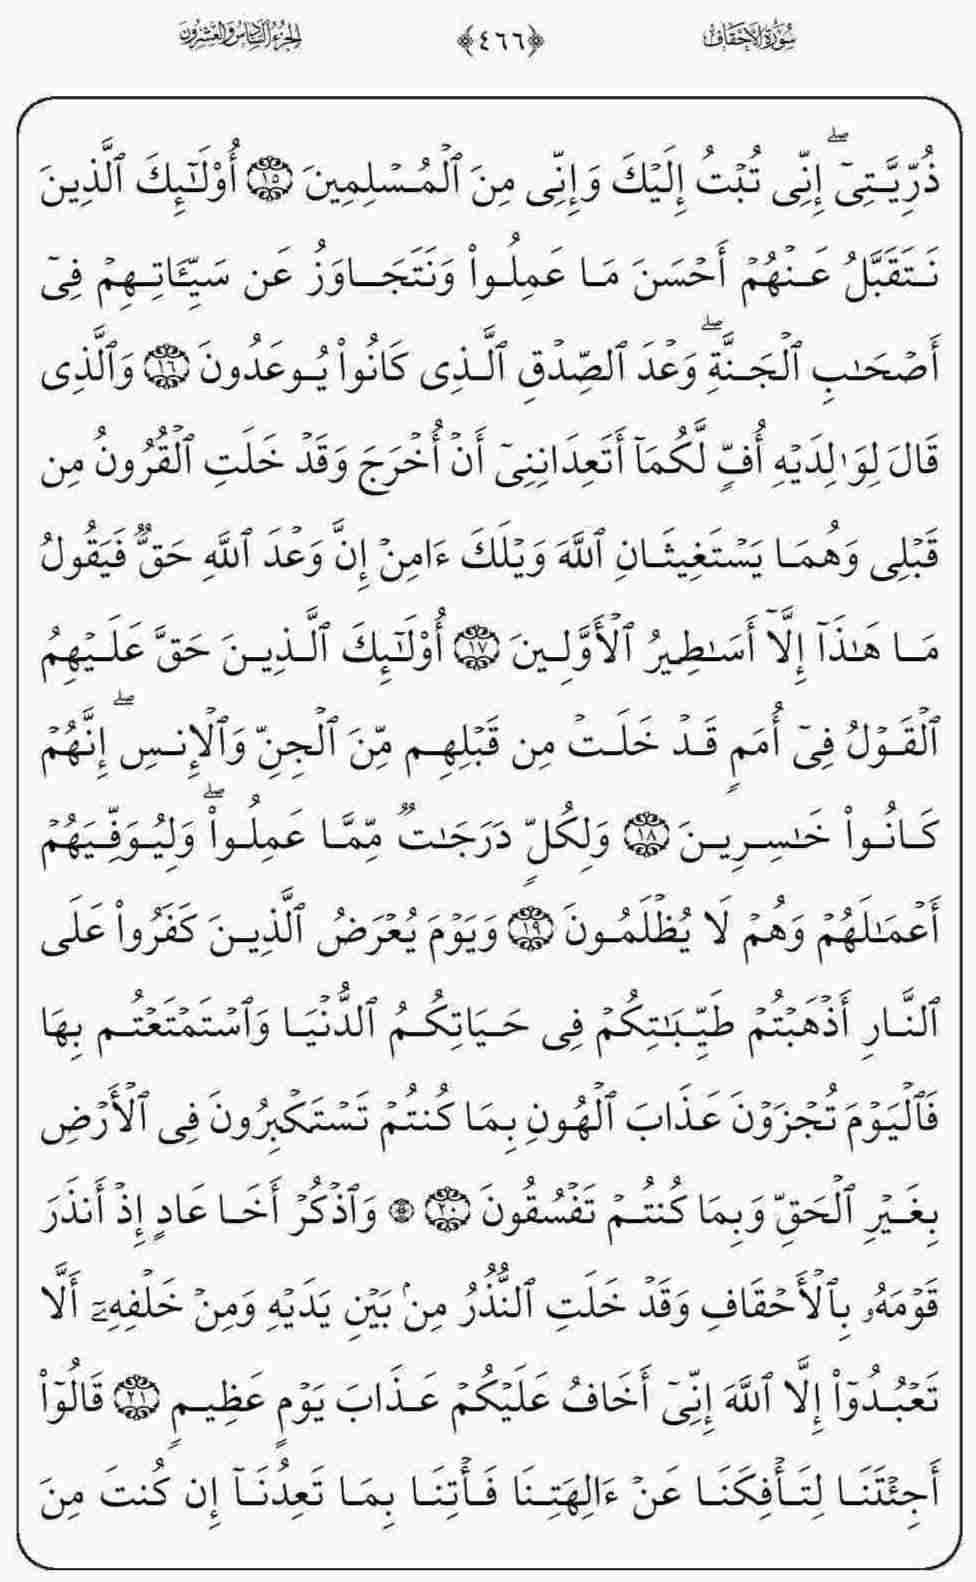 سُورَةُ الأَحْقَاف ﴿٤٦٦﴾ الجُزْءُ السَّادِسُ وَالعِشْرُونَ
ذُرِّيَّتِىٓۖ إِنِّى تُبْتُ إِلَيْكَ وَإِنِّى مِنَ ٱلْمُسْلِمِينَ ١٥ أُو۟لَـٰٓئِكَ ٱلَّذِينَ
نَتَقَبَّلُ عَنْهُمْ أَحْسَنَ مَا عَمِلُوا۟ وَنَتَجَاوَزُ عَن سَيِّـَٔاتِهِمْ فِىٓ
أَصْحَـٰبِ ٱلْجَنَّةِۖ وَعْدَ ٱلصِّدْقِ ٱلَّذِى كَانُوا۟ يُوعَدُونَ ١٦ وَٱلَّذِى
قَالَ لِوَٰلِدَيْهِ أُفٍّ لَّكُمَآ أَتَعِدَانِنِىٓ أَنْ أُخْرَجَ وَقَدْ خَلَتِ ٱلْقُرُونُ مِن
قَبْلِى وَهُمَا يَسْتَغِيثَانِ ٱللَّهَ وَيْلَكَ ءَامِنْ إِنَّ وَعْدَ ٱللَّهِ حَقٌّ فَيَقُولُ
مَا هَـٰذَآ إِلَّآ أَسَـٰطِيرُ ٱلْأَوَّلِينَ ١٧ أُو۟لَـٰٓئِكَ ٱلَّذِينَ حَقَّ عَلَيْهِمُ
ٱلْقَوْلُ فِىٓ أُمَمٍ قَدْ خَلَتْ مِن قَبْلِهِم مِّنَ ٱلْجِنِّ وَٱلْإِنسِۖ إِنَّهُمْ
كَانُوا۟ خَـٰسِرِينَ ١٨ وَلِكُلٍّ دَرَجَـٰتٌ مِّمَّا عَمِلُوا۟ۖ وَلِيُوَفِّيَهُمْ
أَعْمَـٰلَهُمْ وَهُمْ لَا يُظْلَمُونَ ١٩ وَيَوْمَ يُعْرَضُ ٱلَّذِينَ كَفَرُوا۟ عَلَى
ٱلنَّارِ أَذْهَبْتُمْ طَيِّبَـٰتِكُمْ فِى حَيَاتِكُمُ ٱلدُّنْيَا وَٱسْتَمْتَعْتُم بِهَا
فَٱلْيَوْمَ تُجْزَوْنَ عَذَابَ ٱلْهُونِ بِمَا كُنتُمْ تَسْتَكْبِرُونَ فِى ٱلْأَرْضِ
بِغَيْرِ ٱلْحَقِّ وَبِمَا كُنتُمْ تَفْسُقُونَ ٢٠ ۞ وَٱذْكُرْ أَخَا عَادٍ إِذْ أَنذَرَ
قَوْمَهُۥ بِٱلْأَحْقَافِ وَقَدْ خَلَتِ ٱلنُّذُرُ مِنۢ بَيْنِ يَدَيْهِ وَمِنْ خَلْفِهِۦٓ أَلَّا
تَعْبُدُوٓا۟ إِلَّا ٱللَّهَ إِنِّىٓ أَخَافُ عَلَيْكُمْ عَذَابَ يَوْمٍ عَظِيمٍ ٢١ قَالُوٓا۟
أَجِئْتَنَا لِتَأْفِكَنَا عَنْ ءَالِهَتِنَا فَأْتِنَا بِمَا تَعِدُنَآ إِن كُنتَ مِنَ